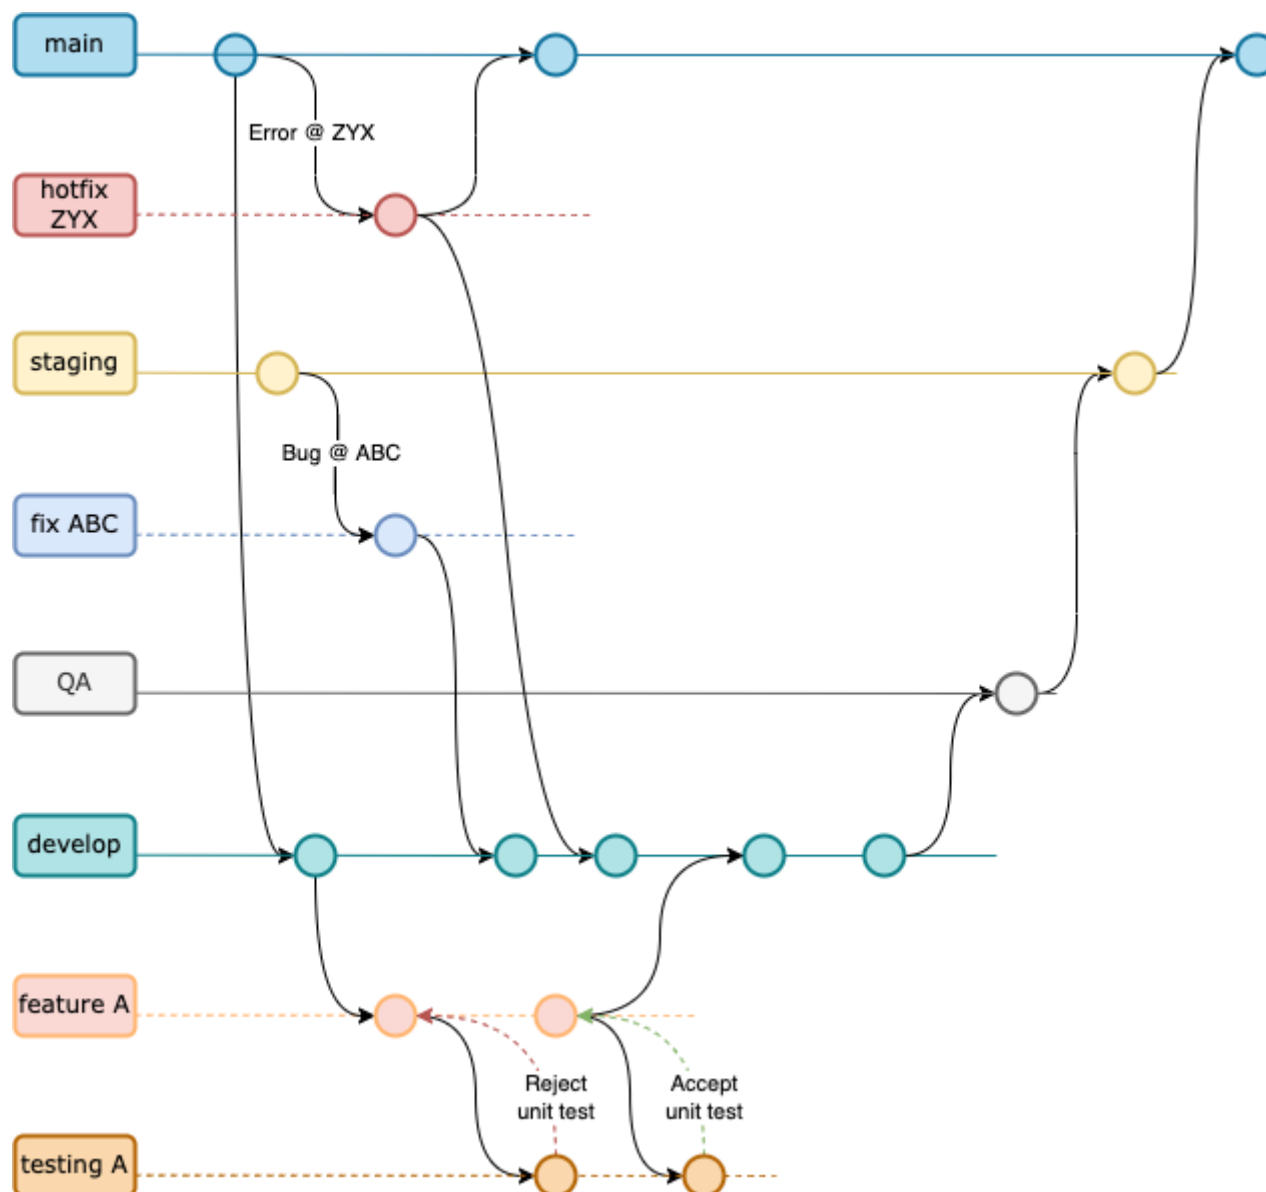 main
Error @ ZYX
hotfix
ZYX
staging
Bug @ ABC
fix ABC
QA
develop
feature A
Reject
unit test
Accept
unit test
testing A